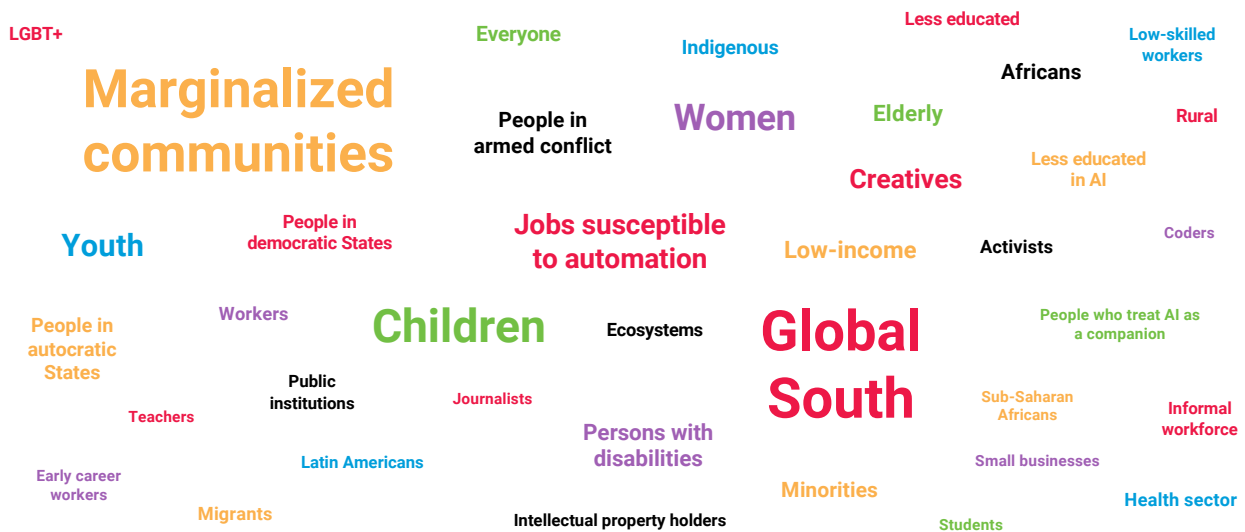 LGBT+
Everyone
Less educated
Indigenous
Low-skilled
workers
Marginalized
communities
Africans
People in
armed conflict
Women
Elderly
Rural
Creatives
Less educated
in AI
Youth
People in
democratic States
Jobs susceptible
to automation
Low-income
Activists
Coders
People in
autocratic
States
Workers
Children
Ecosystems
Global
South
People who treat AI as
a companion
Public
institutions
Teachers
Journalists
Sub-Saharan
Africans
Informal
workforce
Persons with
disabilities
Latin Americans
Small businesses
Early career
workers
Minorities
Health sector
Migrants
Intellectual property holders
Students